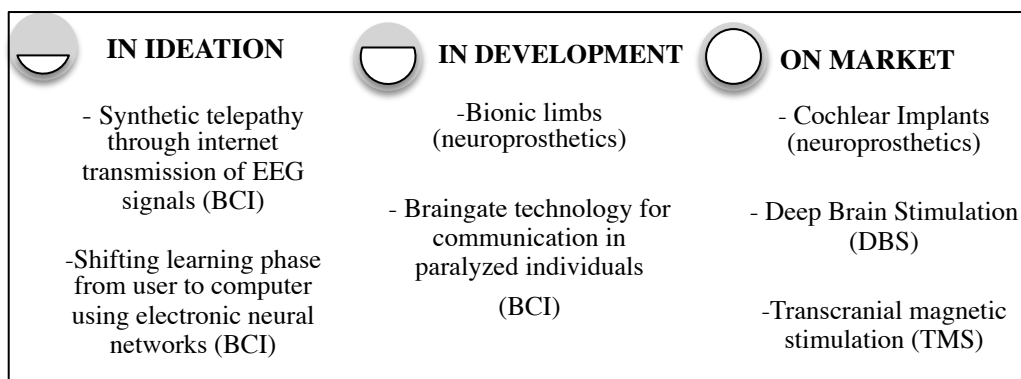 IN IDEATION
- Synthetic telepathy
through internet
transmission of EEG
signals (BCI)
-Shifting learning phase
from user to computer
using electronic neural
networks (BCI)
IN DEVELOPMENT
-Bionic limbs
(neuroprosthetics)
- Braingate technology for
communication in
paralyzed individuals
(BCI)
ON MARKET
- Cochlear Implants
(neuroprosthetics)
- Deep Brain Stimulation
(DBS)
-Transcranial magnetic
stimulation (TMS)